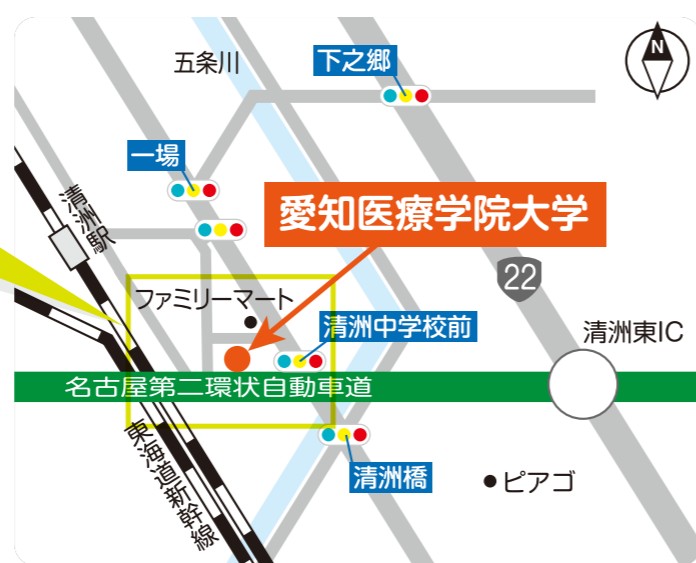 五条川
下之郷
N
一場
清洲駅
愛知医療学院大学
22
ファミリーマート
清洲中学校前
清洲東IC
名古屋第二環状自動車道
東海道新幹線
清洲橋
ピアゴ